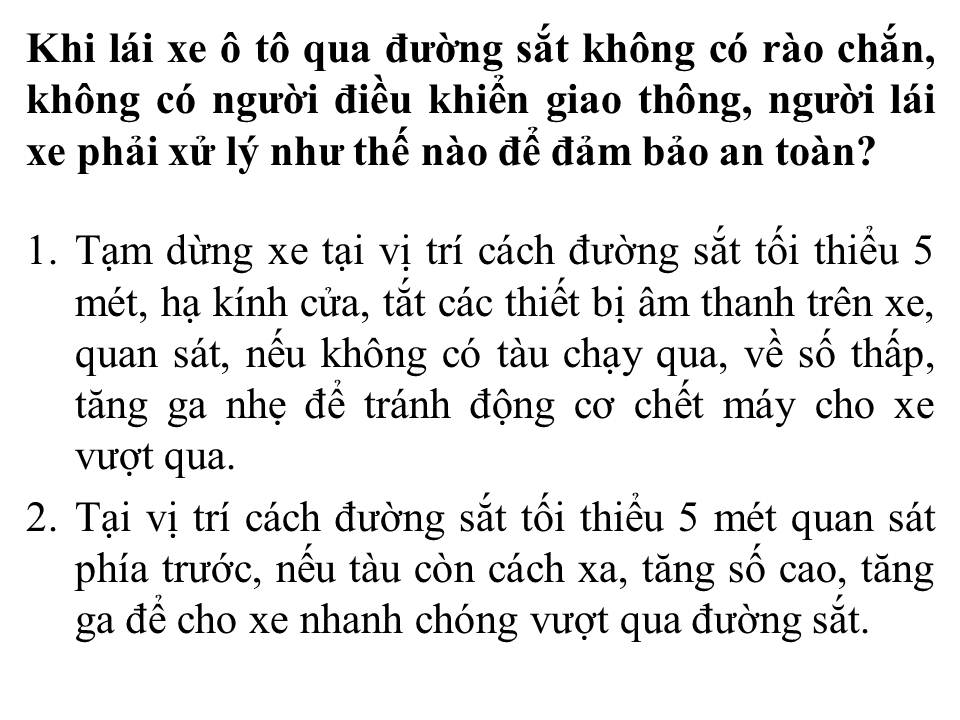 Khi lái xe ô tô qua đường sắt không có rào chắn,
không có người điều khiển giao thông, người lái
xe phải xử lý như thế nào để đảm bảo an toàn?
1. Tạm dừng xe tại vị trí cách đường sắt tối thiểu 5
mét, hạ kính cửa, tắt các thiết bị âm thanh trên xe,
quan sát, nếu không có tàu chạy qua, về số thấp,
tăng ga nhẹ để tránh động cơ chết máy cho xe
vượt qua.
2. Tại vị trí cách đường sắt tối thiểu 5 mét quan sát
phía trước, nếu tàu còn cách xa, tăng số cao, tăng
ga để cho xe nhanh chóng vượt qua đường sắt.